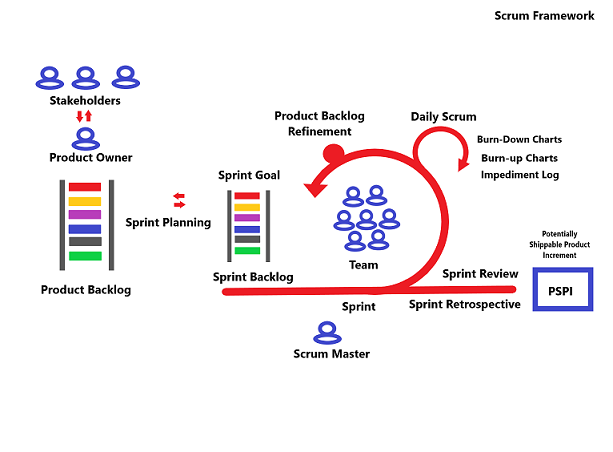 Scrum Framework
Stakeholders
Product Owner
Product Backlog
Sprint Planning
Sprint Goal
Sprint Backlog
Product Backlog
Refinement
Daily Scrum
Burn-Down Charts
Burn-up Charts
Impediment Log
Team
Sprint
Scrum Master
Sprint Review
Sprint Retrospective
Potentially
Shippable Product
Increment
PSPI